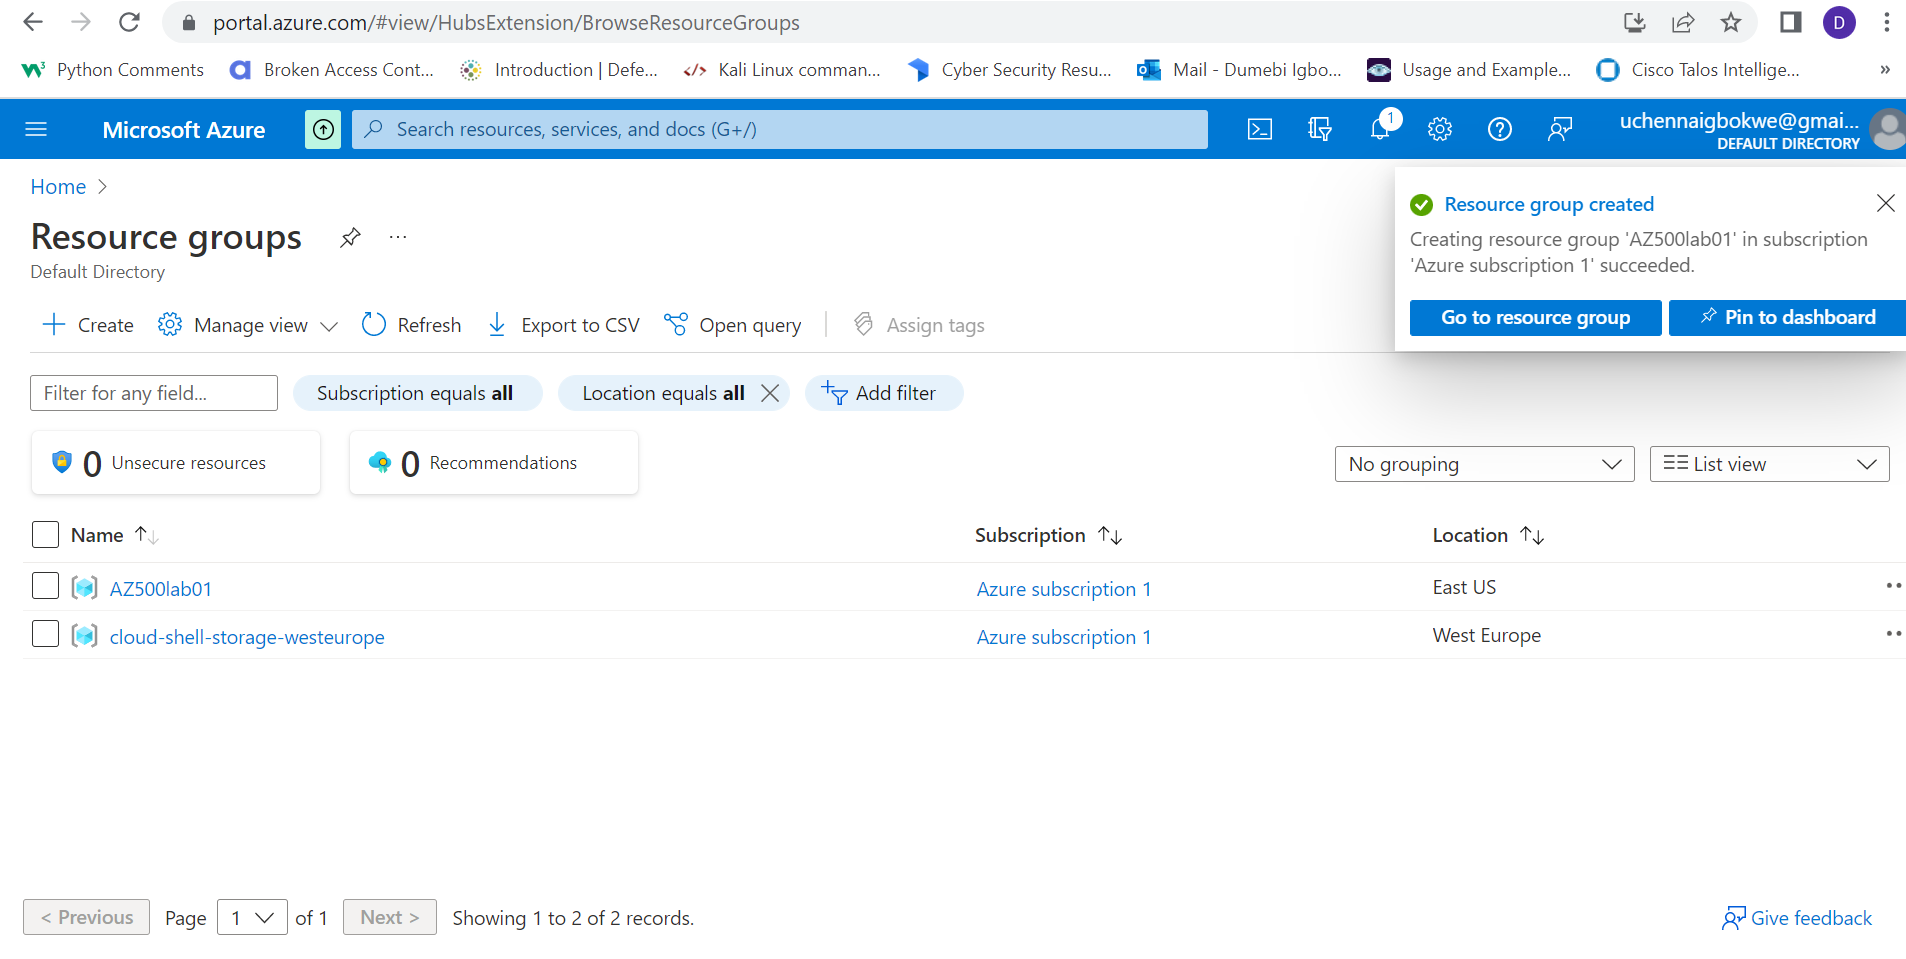 portal.azure.com/#view/HubsExtension/BrowseResourceGroups
D
Python Comments
Broken Access Cont...
Introduction | Defe...
Kali Linux comman...
Cyber Security Resu...
Mail - Dumebi Igbo...
Usage and Example...
Cisco Talos Intellige...
»
Microsoft Azure
Search resources, services, and docs (G+/)
1
uchennaigbokwe@gmai...
DEFAULT DIRECTORY
Home >
Resource groups
...
Default Directory
Resource group created
Creating resource group 'AZ500lab01' in subscription
'Azure subscription 1' succeeded.
Go to resource group
Pin to dashboard
Create
Manage view
Refresh
Export to CSV
Open query
Assign tags
Filter for any field...
Subscription equals all
Location equals all
Add filter
0 Unsecure resources
0 Recommendations
No grouping
List view
Name
Subscription
Location
AZ500lab01
Azure subscription 1
East US
cloud-shell-storage-westeurope
Azure subscription 1
West Europe
< Previous
Page 1 of 1
Next >
Showing 1 to 2 of 2 records.
Give feedback